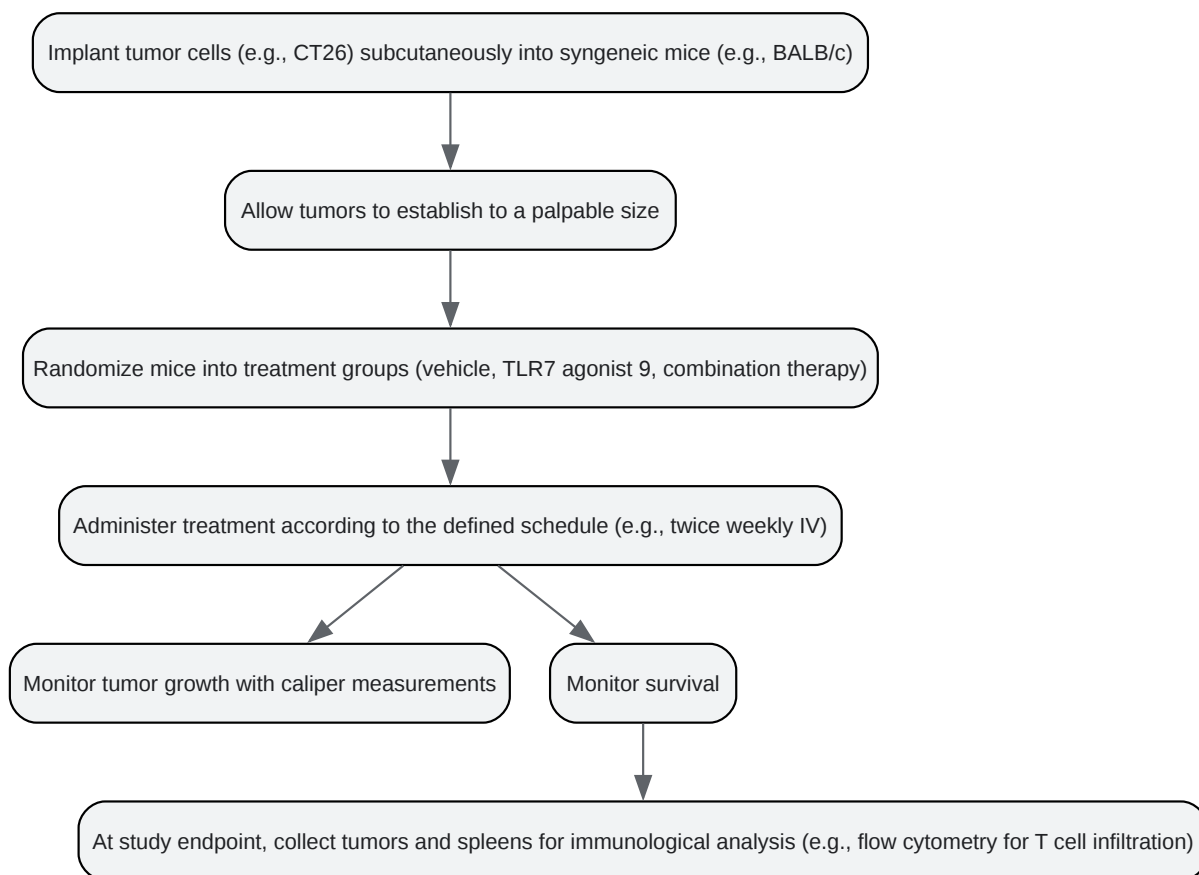 Implant tumor cells (e.g., CT26) subcutaneously into syngeneic mice (e.g., BALB/c)
Allow tumors to establish to a palpable size
Randomize mice into treatment groups (vehicle, TLR7 agonist 9, combination therapy)
Administer treatment according to the defined schedule (e.g., twice weekly IV)
Monitor tumor growth with caliper measurements
Monitor survival
At study endpoint, collect tumors and spleens for immunological analysis (e.g., flow cytometry for T cell infiltration)